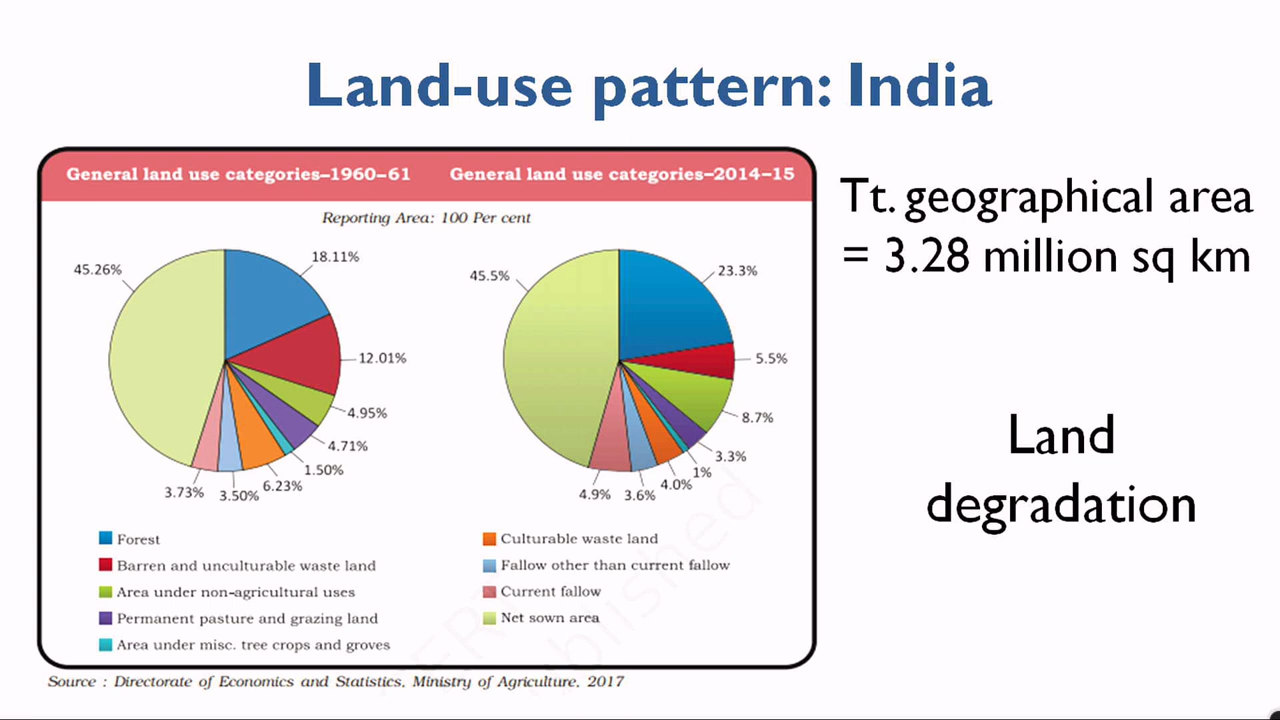 Land-use pattern: India
General land use categories–1960–61
General land use categories–2014–15
Reporting Area: 100 Per cent
45.26%
18.11%
12.01%
4.95%
4.71%
1.50%
6.23%
3.50%
3.73%
45.5%
23.3%
5.5%
8.7%
3.3%
1%
4.0%
3.6%
4.9%
Forest
Barren and unculturable waste land
Area under non-agricultural uses
Permanent pasture and grazing land
Area under misc. tree crops and groves
Culturable waste land
Fallow other than current fallow
Current fallow
Net sown area
Source : Directorate of Economics and Statistics, Ministry of Agriculture, 2017
Tt. geographical area
= 3.28 million sq km
Land
degradation